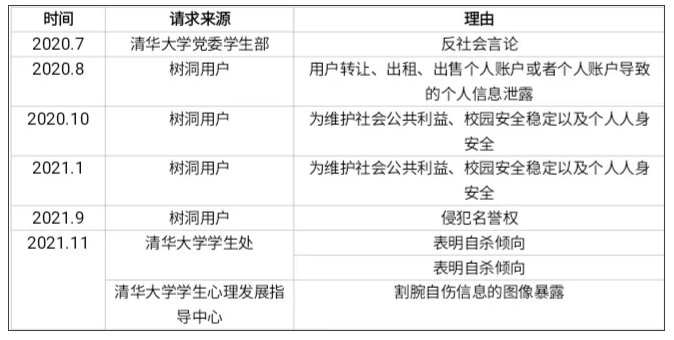 时间 请求来源 理由
2020.7 清华大学党委学生部 反社会言论
2020.8 树洞用户 用户转让、出租、出售个人账户或者个人账户导致
的个人信息泄露
2020.10 树洞用户 为维护社会公共利益、校园安全稳定以及个人人身
安全
2021.1 树洞用户 为维护社会公共利益、校园安全稳定以及个人人身
安全
2021.9 树洞用户 侵犯名誉权
2021.11 清华大学学生处 表明自杀倾向
表明自杀倾向
清华大学学生心理发展指 割腕自伤信息的图像暴露
导中心